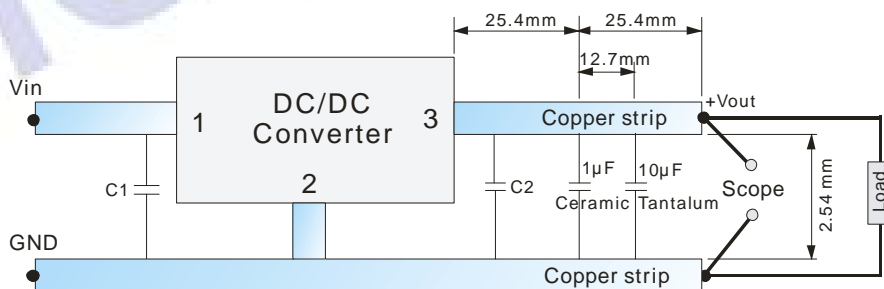 25.4mm 25.4mm
12.7mm
Vin
+Vout
DC/DC
Converter
1
3
2
Copper strip
C1
C2
1μF
Ceramic
10μF
Tantalum
Scope
2.54 mm
Load
GND
Copper strip